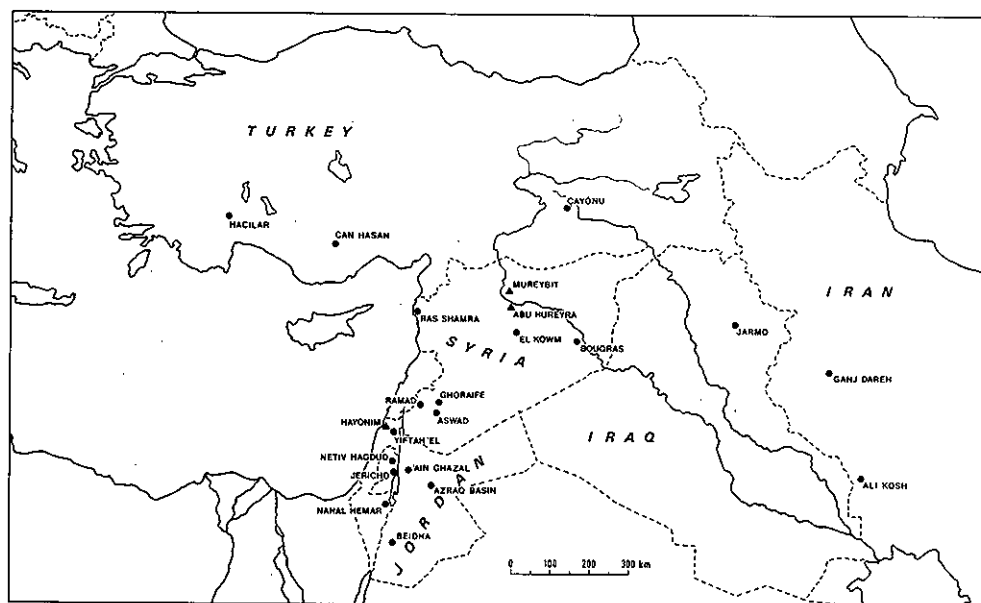 TURKEY
HACILAR
CAN HASAN
ÇAYÖNU
MUREYBIT
ABU HUREYRA
EL KOWM
BOUQRAS
RAS SHAMRA
SYRIA
IRAN
JARMO
GANJ DAREH
IRAQ
ALI KOSH
GHORAIFE
RAMAD
ASWAD
HAYONIM
YIFTAH'EL
NETIV HAGDUD
'AIN GHAZAL
JERICHO
AZRAQ BASIN
NAHAL HEMAR
BEIDHA
JORDAN
0 100 200 300 km